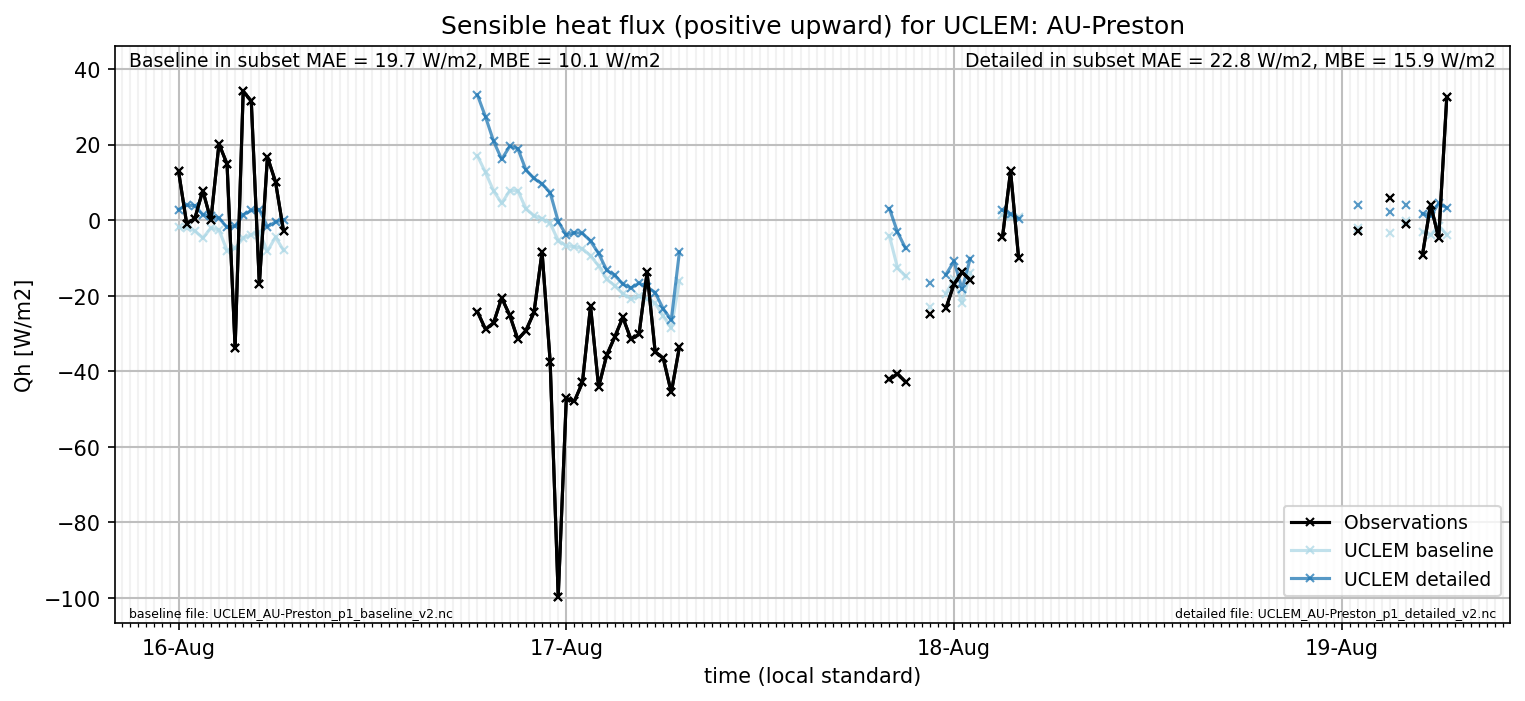 Sensible heat flux (positive upward) for UCLEM: AU-Preston
Baseline in subset MAE = 19.7 W/m2, MBE = 10.1 W/m2
Detailed in subset MAE = 22.8 W/m2, MBE = 15.9 W/m2
Qh [W/m2]
40
20
0
−20
−40
−60
−80
−100
Observations
UCLEM baseline
UCLEM detailed
baseline file: UCLEM_AU-Preston_p1_baseline_v2.nc
detailed file: UCLEM_AU-Preston_p1_detailed_v2.nc
16-Aug
17-Aug
18-Aug
19-Aug
time (local standard)